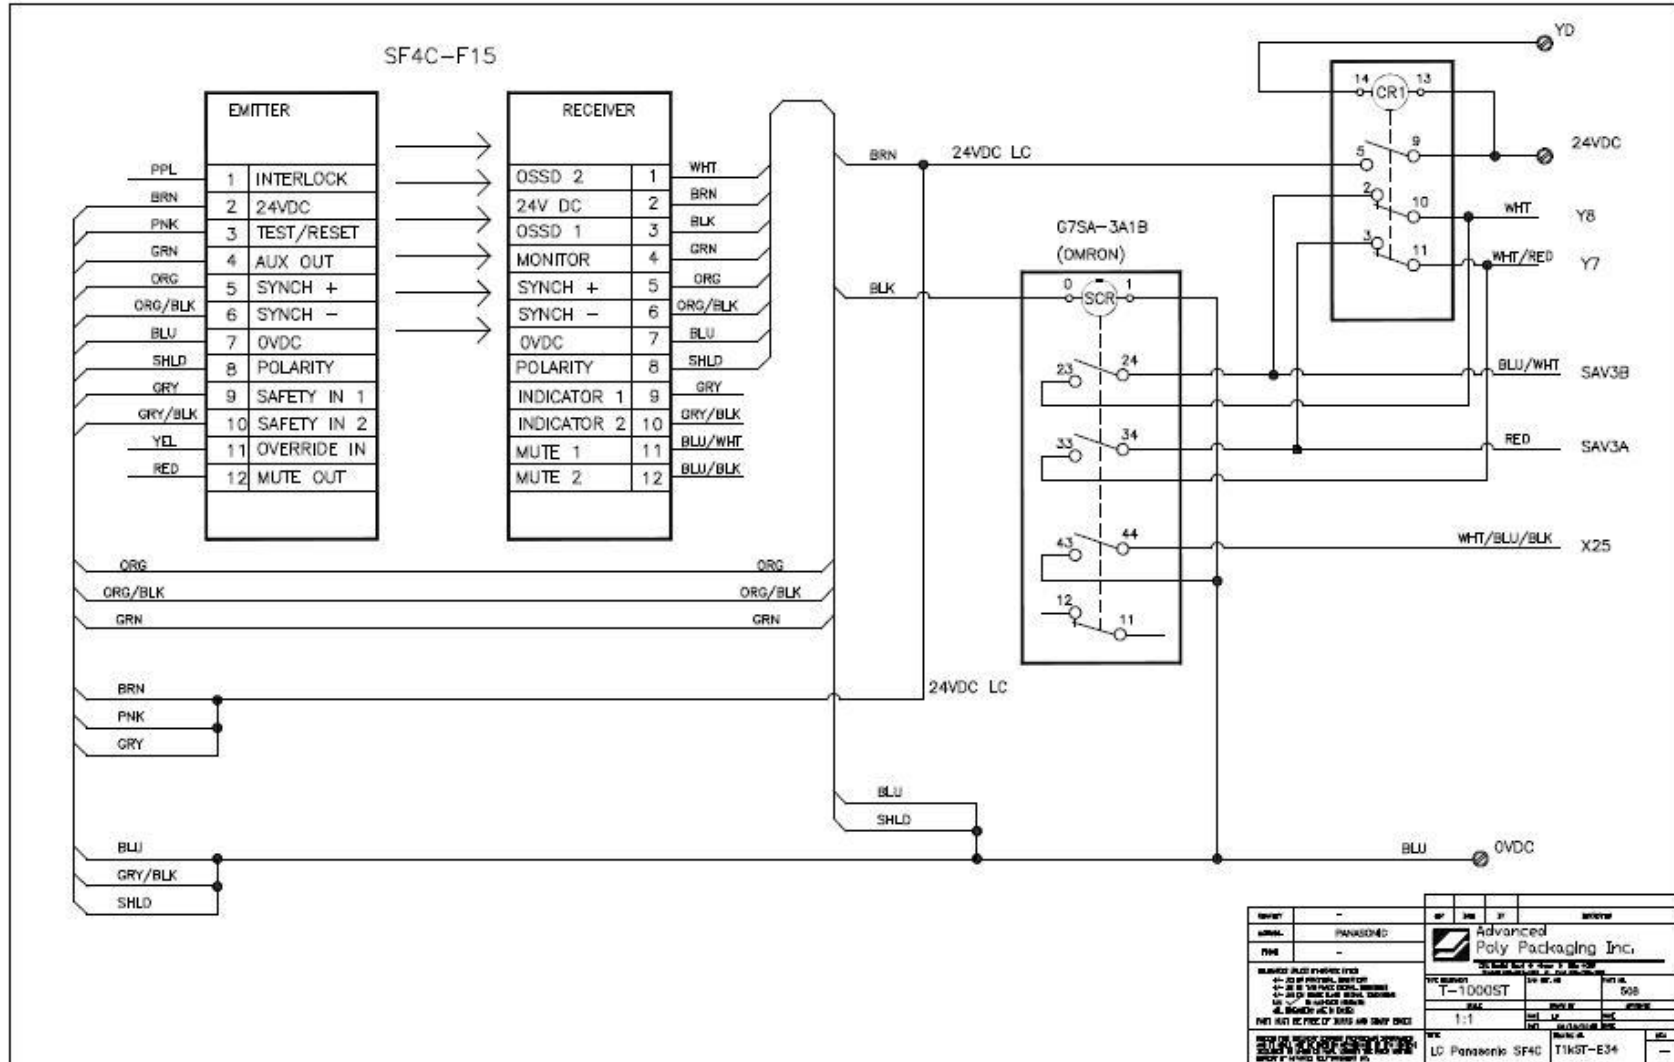 SF4C-F15
EMITTER
PPL 1 INTERLOCK
BRN 2 24VDC
PNK 3 TEST/RESET
GRN 4 AUX OUT
ORG 5 SYNCH +
ORG/BLK 6 SYNCH -
BLU 7 0VDC
SHLD 8 POLARITY
GRY 9 SAFETY IN 1
GRY/BLK 10 SAFETY IN 2
YEL 11 OVERRIDE IN
RED 12 MUTE OUT
RECEIVER
OSSD 2 1 WHT
24V DC 2 BRN
OSSD 1 3 BLK
MONITOR 4 GRN
SYNCH + 5 ORG
SYNCH - 6 ORG/BLK
0VDC 7 BLU
POLARITY 8 SHLD
INDICATOR 1 9 GRY
INDICATOR 2 10 GRY/BLK
MUTE 1 11 BLU/WHT
MUTE 2 12 BLU/BLK
YD
14 CR1 13
BRN 24VDC LC
5 9 24VDC
2 10 WHT Y8
3 11 WHT/RED Y7
G7SA-3A1B
(OMRON)
BLK 0 SCR 1
23 24 BLU/WHT SAV3B
33 34 RED SAV3A
43 44 WHT/BLU/BLK X25
12 11
ORG ORG
ORG/BLK ORG/BLK
GRN GRN
BRN 24VDC LC
PNK
GRY
BLU
SHLD
BLU BLU 0VDC
GRY/BLK
SHLD
PANASONIC
Advanced
Poly Packaging Inc.
T-1000ST 508
1:1
LC Panasonic SF4C T1kST-E34